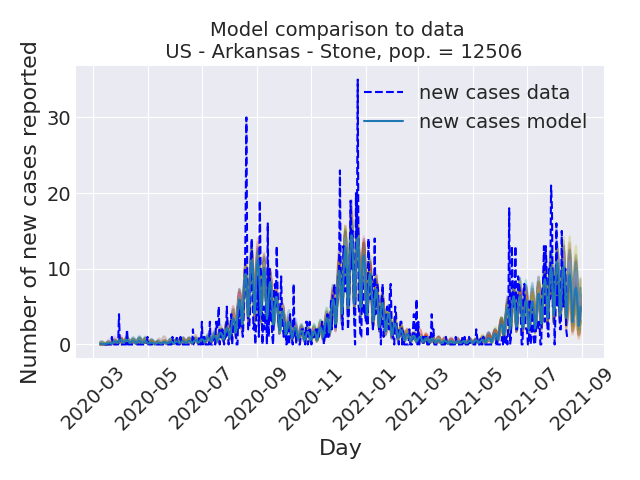 Model comparison to data
US - Arkansas - Stone, pop. = 12506
Number of new cases reported
30
20
10
0
new cases data
new cases model
2020-03
2020-05
2020-07
2020-09
2020-11
2021-01
2021-03
2021-05
2021-07
2021-09
Day